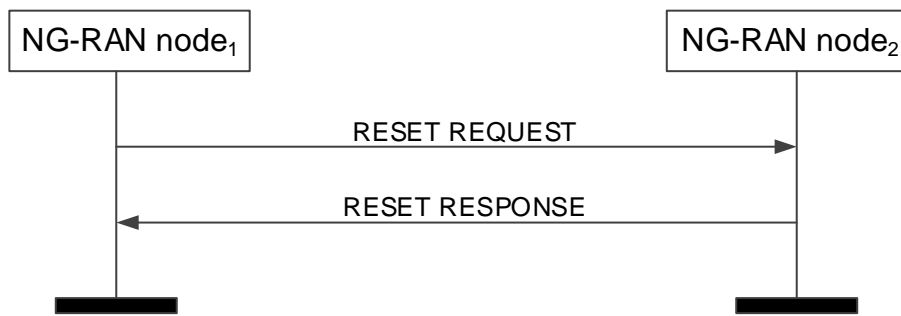 NG-RAN node₁
NG-RAN node₂
RESET REQUEST
RESET RESPONSE